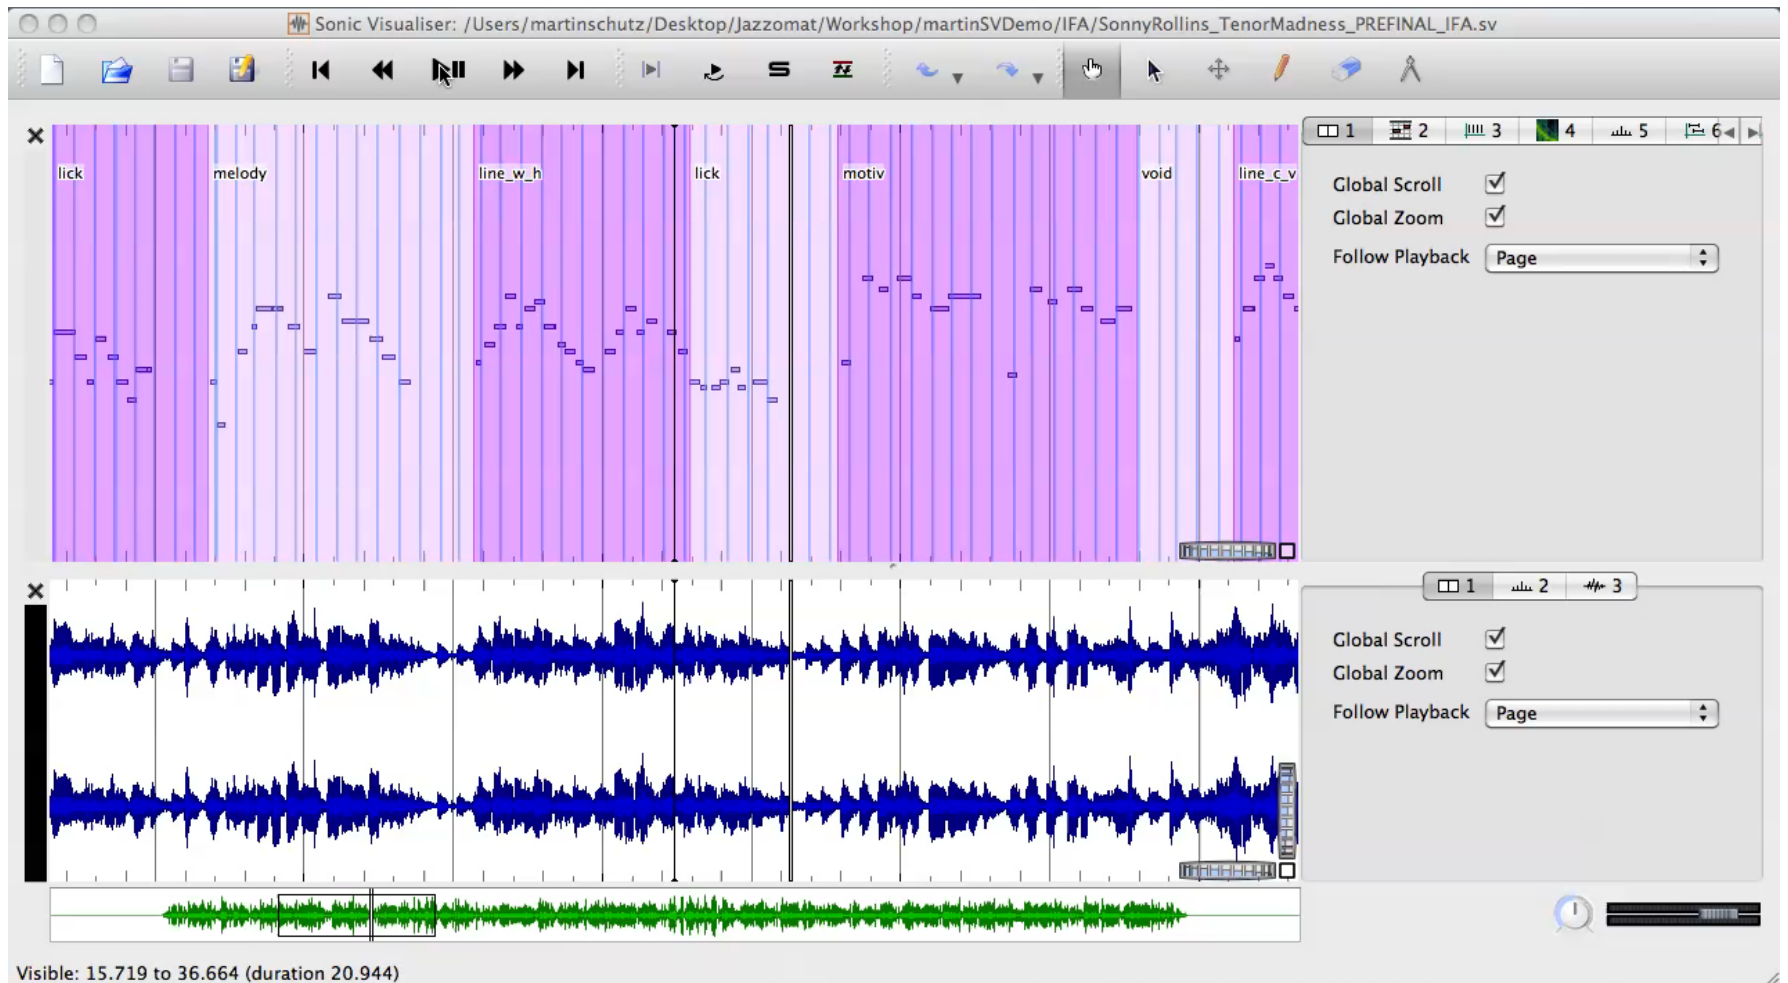 Sonic Visualiser: /Users/martinschutz/Desktop/Jazzomat/Workshop/martinSVDemo/IFA/SonnyRollins_TenorMadness_PREFINAL_IFA.sv
lick melody line_w_h lick motiv void line_c_v
1 2 3 4 5 6
Global Scroll
Global Zoom
Follow Playback Page
1 2 3
Global Scroll
Global Zoom
Follow Playback Page
Visible: 15.719 to 36.664 (duration 20.944)